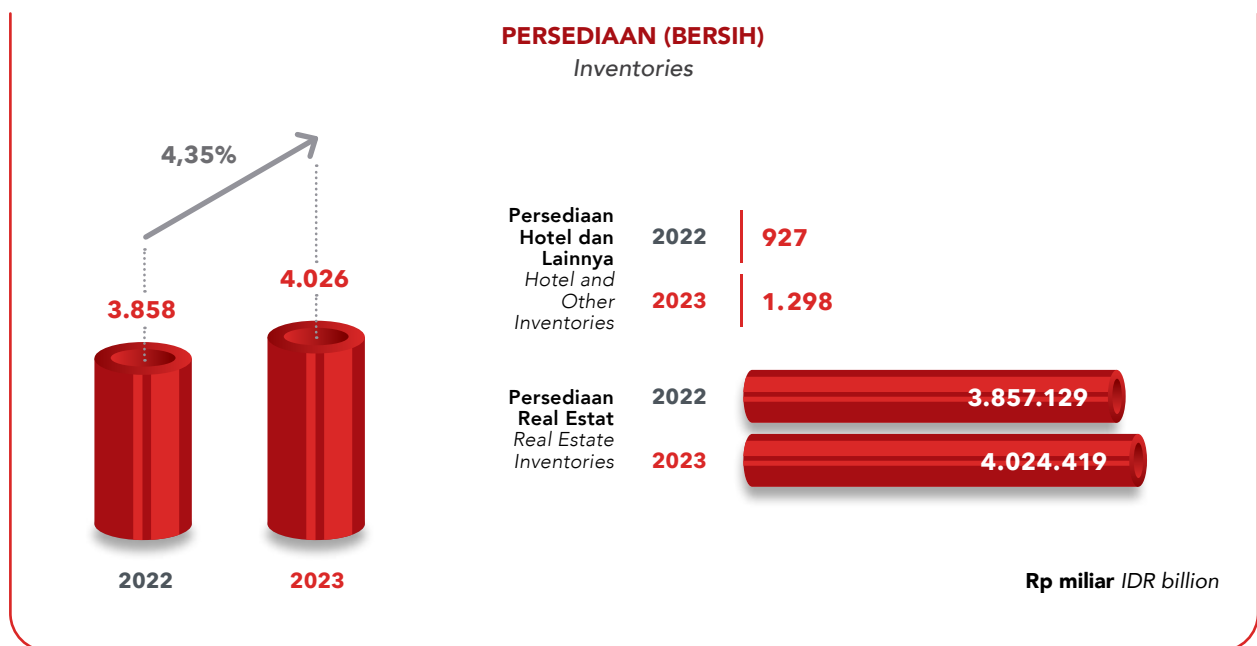 PERSEDIAAN (BERSIH)
Inventories
4,35%
3.858
4.026
2022
2023
Persediaan
Hotel dan
Lainnya
Hotel and
Other
Inventories
2022
927
2023
1.298
Persediaan
Real Estat
Real Estate
Inventories
2022
3.857.129
2023
4.024.419
Rp miliar IDR billion